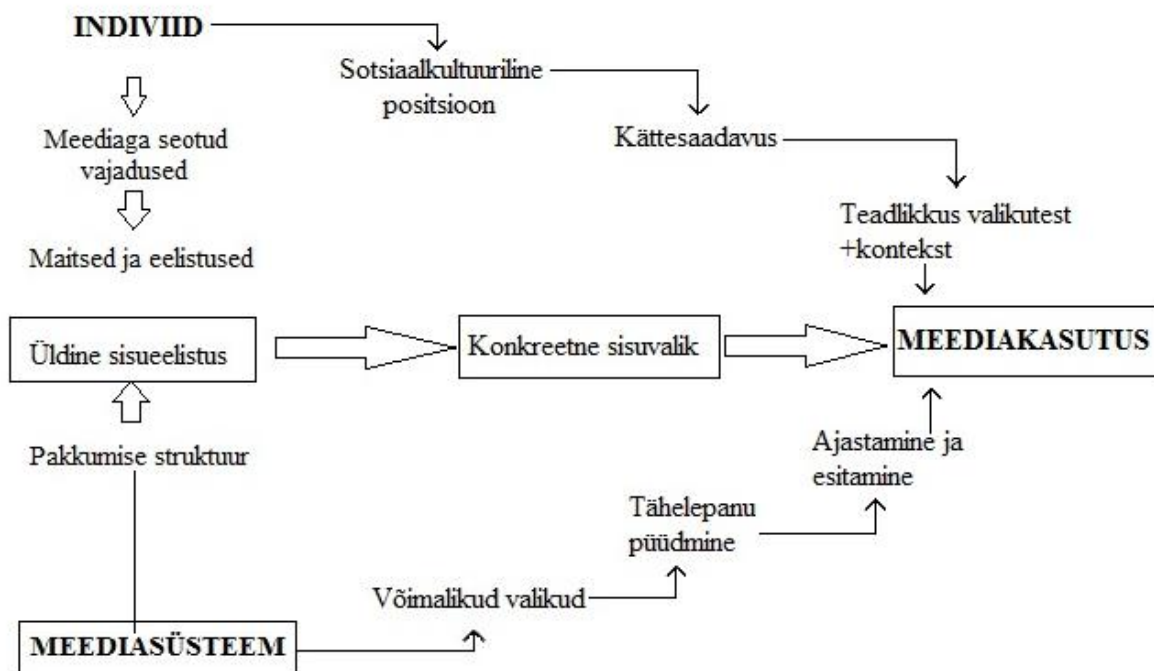 INDIVIID
Sotsiaalkultuuriline
positsioon
Meediaga seotud
vajadused
Kättesaadavus
Maitsed ja eelistused
Teadlikkus valikutest
+kontekst
Üldine sisueelistus
Konkreetne sisuvalik
MEEDIAKASUTUS
Pakkumise struktuur
Ajastamine ja
esitamine
Tähelepanu
püüdmine
Võimalikud valikud
MEEDIASÜSTEEM